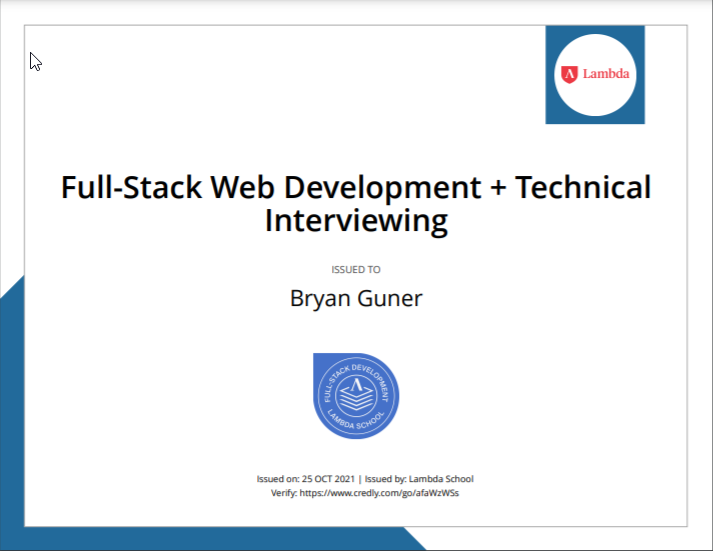 Lambda
Full-Stack Web Development + Technical
Interviewing
ISSUED TO
Bryan Guner
FULL-STACK DEVELOPMENT
LAMBDA SCHOOL
Issued on: 25 OCT 2021 | Issued by: Lambda School
Verify: https://www.credly.com/go/afaWzWSs